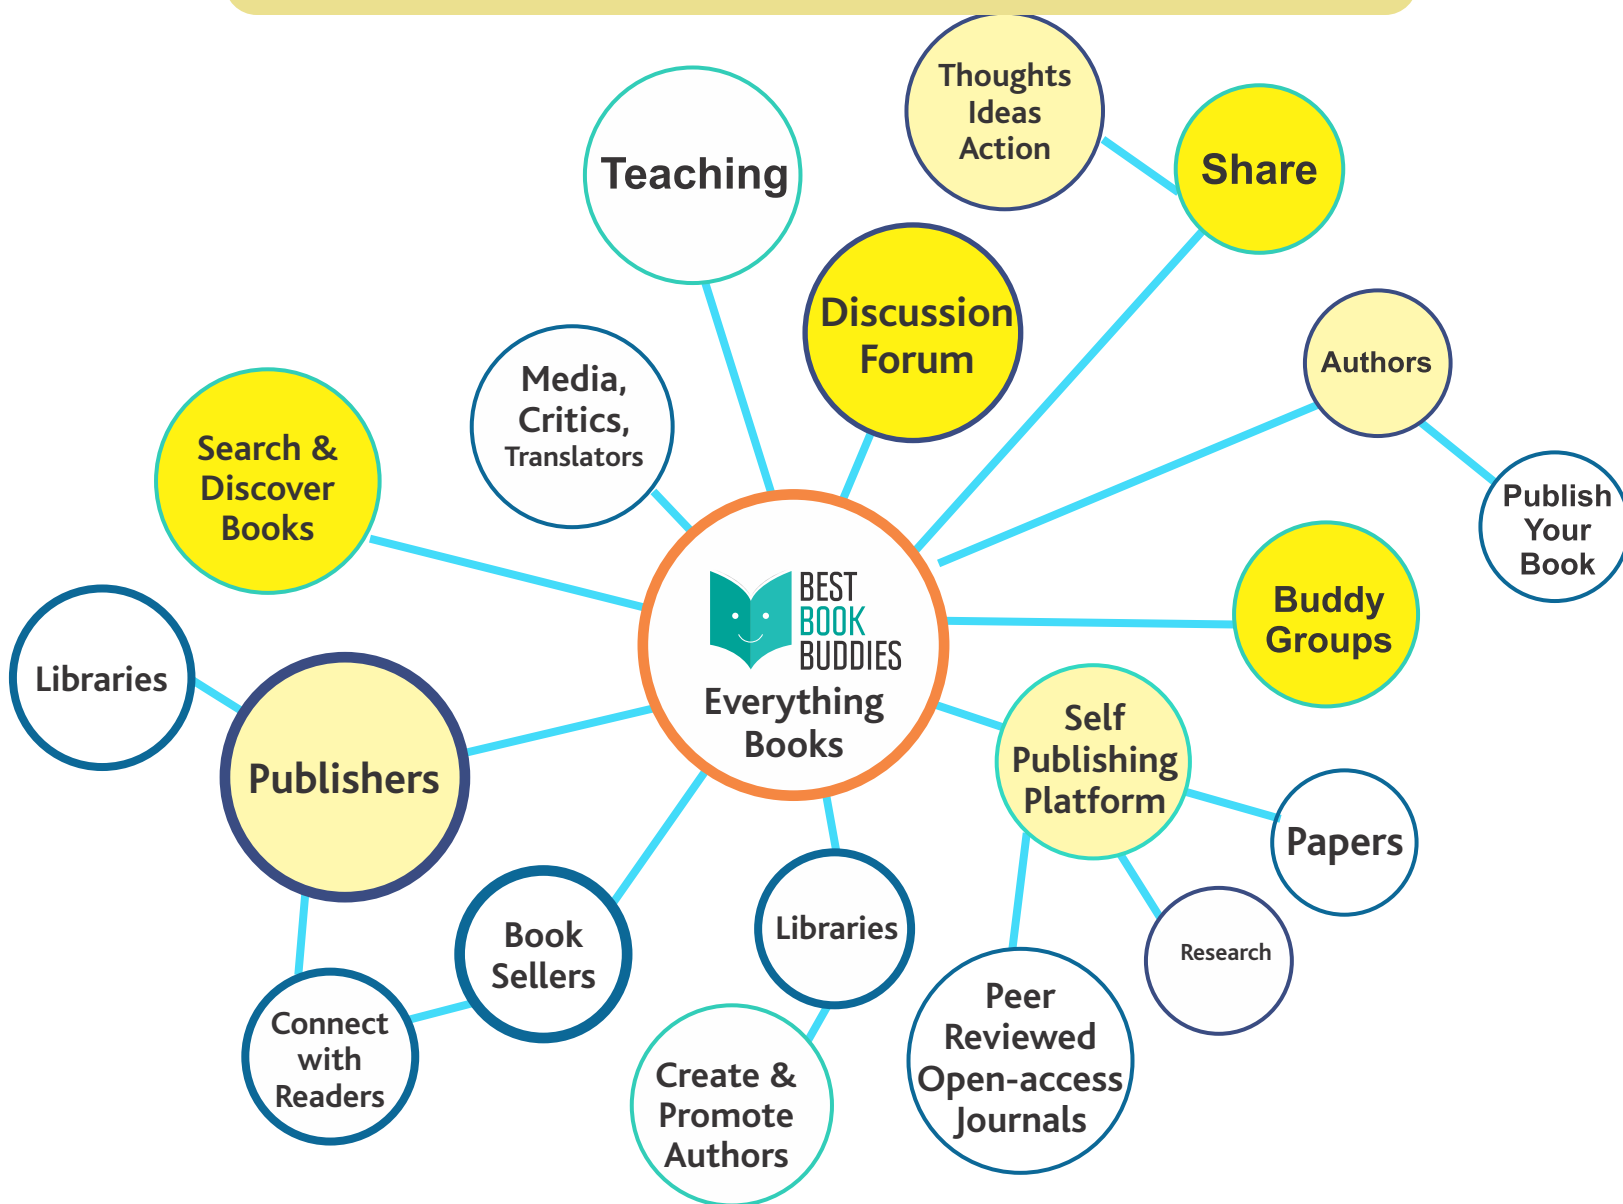 Thoughts
Ideas
Action
Share
Teaching
Discussion
Forum
Authors
Media,
Critics,
Translators
Search &
Discover
Books
Publish
Your
Book
BEST
BOOK
BUDDIES
Everything
Books
Buddy
Groups
Libraries
Publishers
Self
Publishing
Platform
Papers
Book
Sellers
Libraries
Research
Connect
with
Readers
Create &
Promote
Authors
Peer
Reviewed
Open-access
Journals